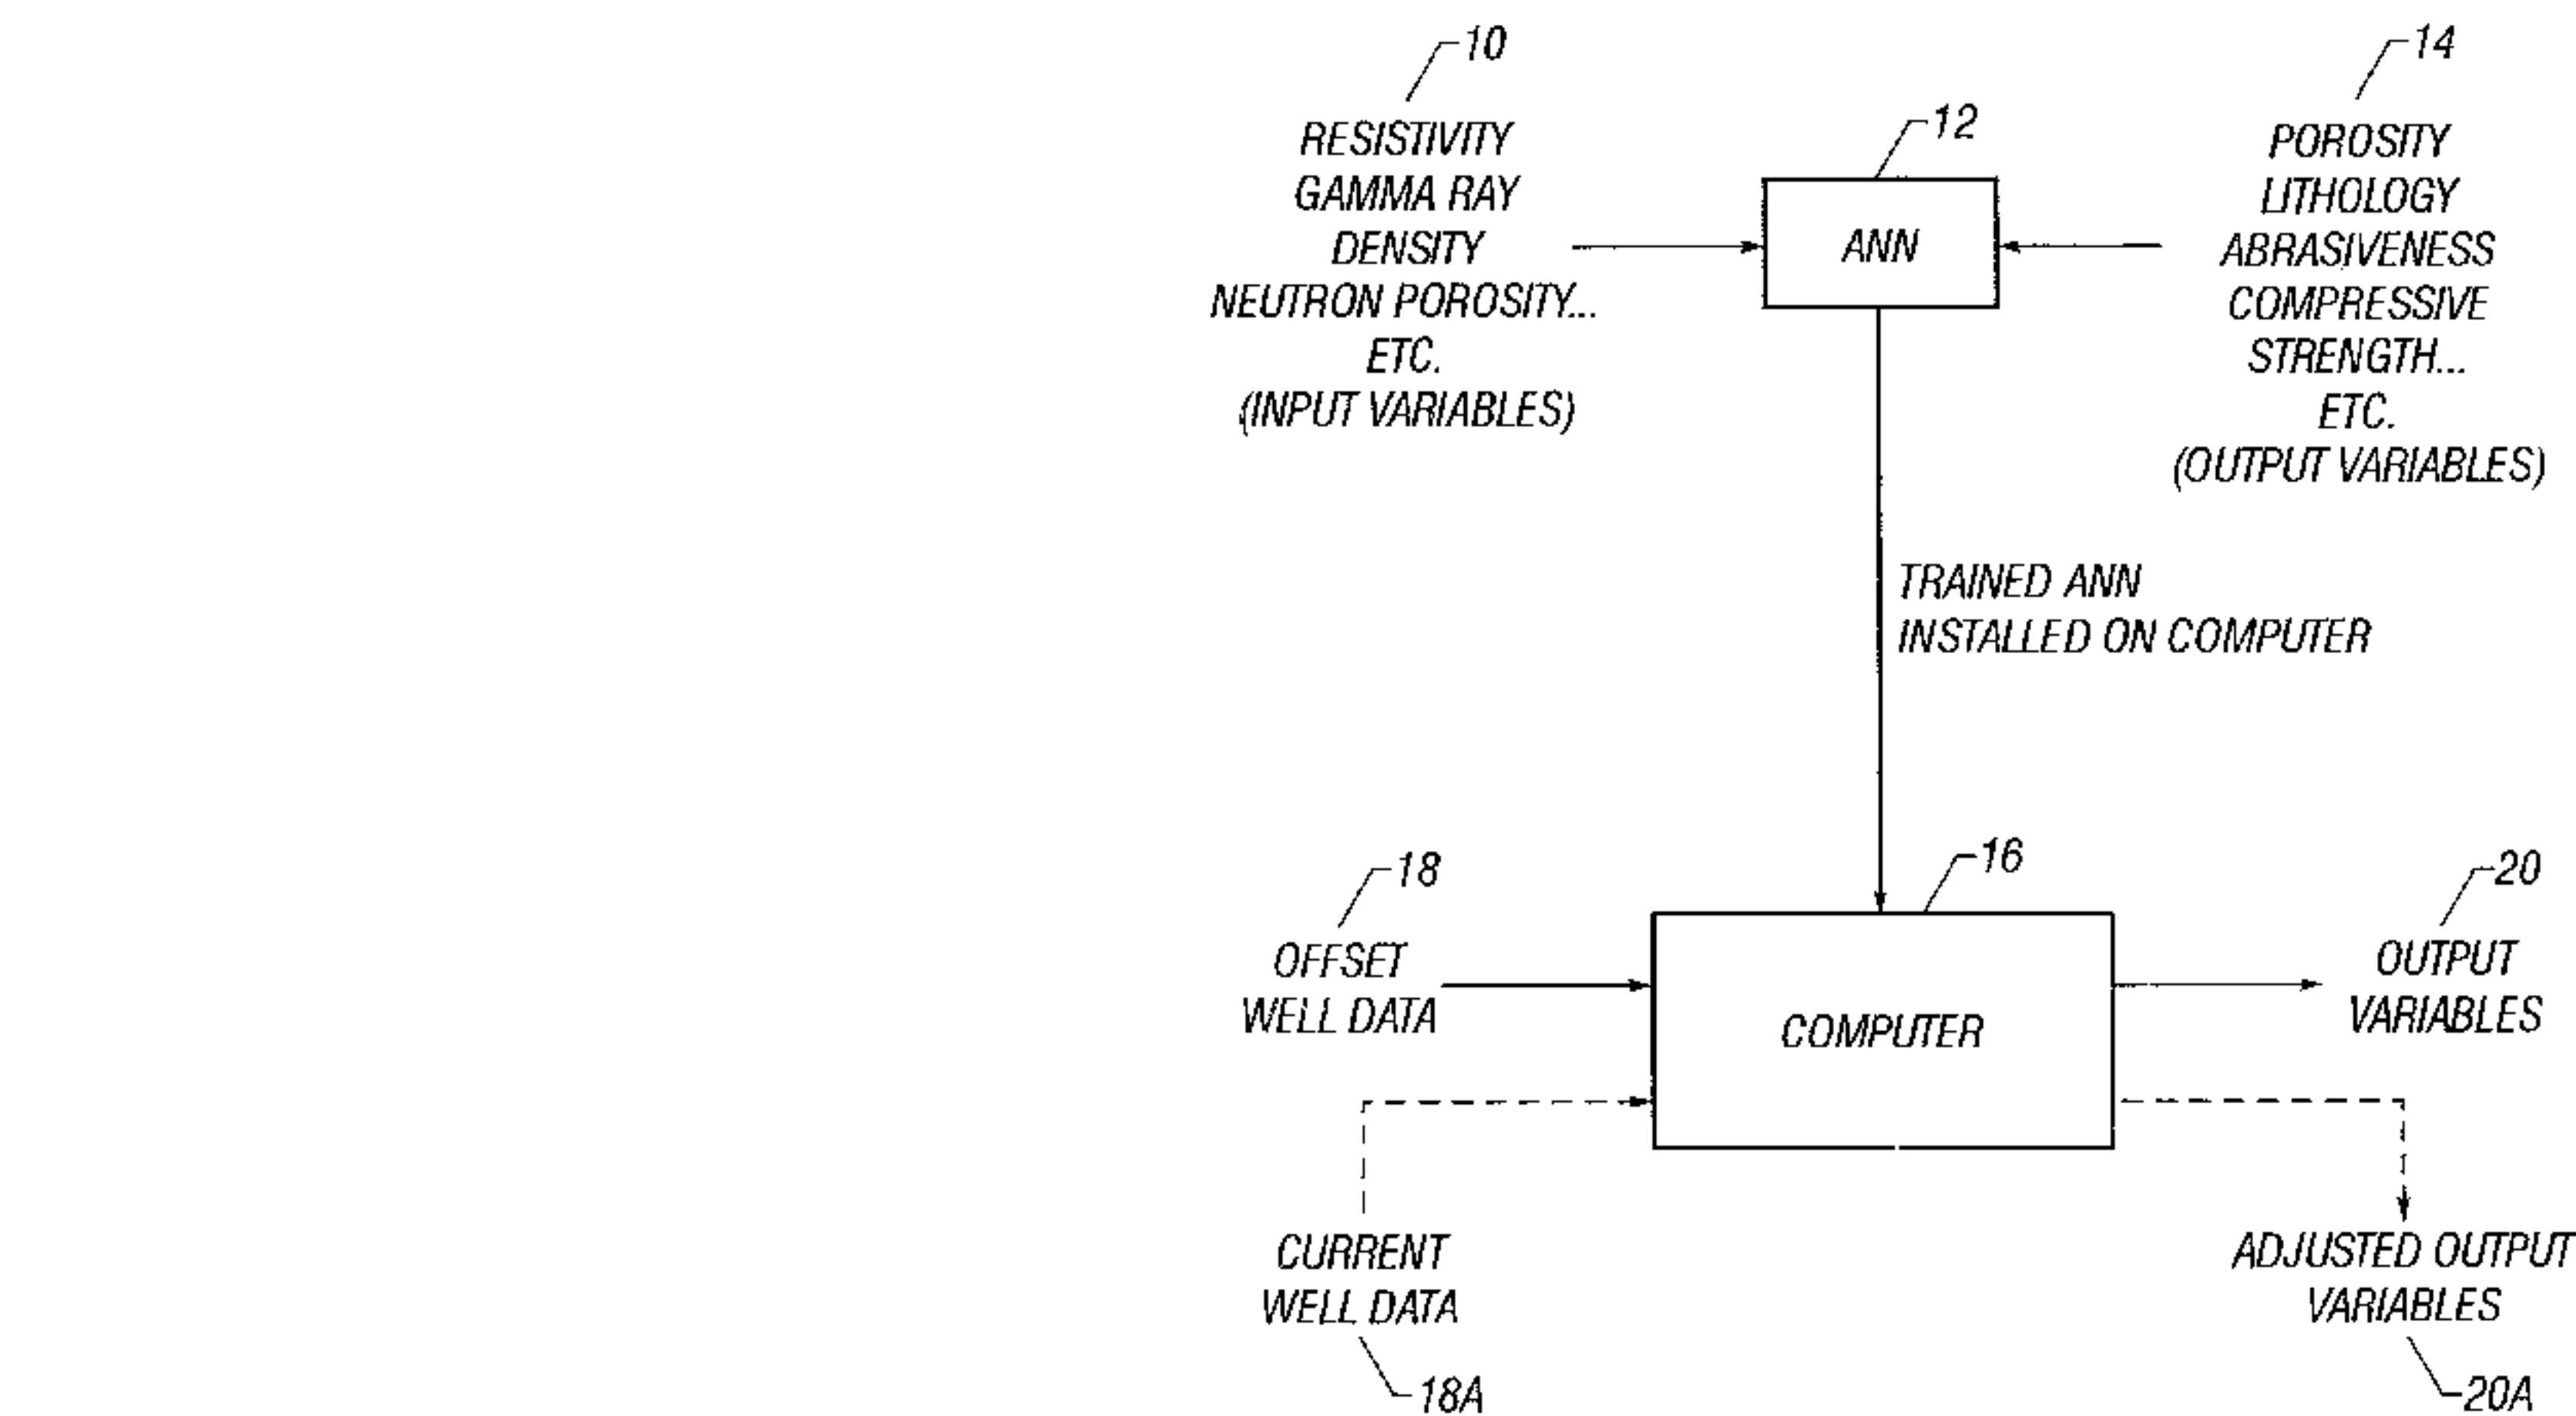 10
RESISTIVITY
GAMMA RAY
DENSITY
NEUTRON POROSITY...
ETC.
(INPUT VARIABLES)
12
ANN
14
POROSITY
LITHOLOGY
ABRASIVENESS
COMPRESSIVE
STRENGTH...
ETC.
(OUTPUT VARIABLES)
TRAINED ANN
INSTALLED ON COMPUTER
18
OFFSET
WELL DATA
16
COMPUTER
20
OUTPUT
VARIABLES
CURRENT
WELL DATA
18A
ADJUSTED OUTPUT
VARIABLES
20A